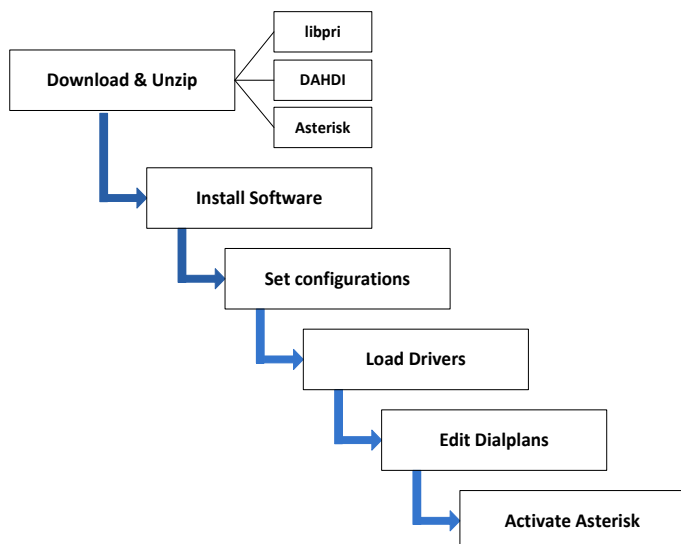 libpri
Download & Unzip
DAHDI
Asterisk
Install Software
Set configurations
Load Drivers
Edit Dialplans
Activate Asterisk